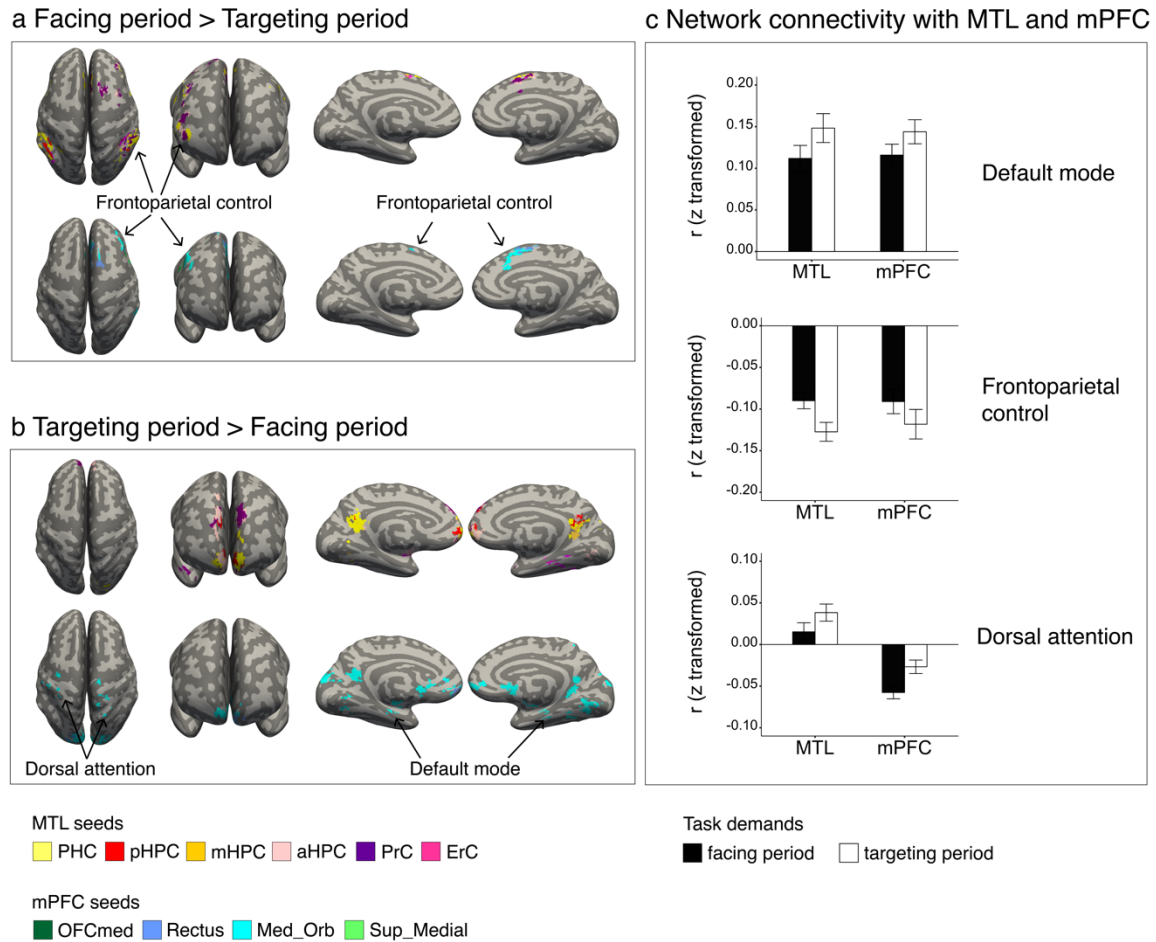 a Facing period > Targeting period
Frontoparietal control
Frontoparietal control
b Targeting period > Facing period
Dorsal attention
Default mode
MTL seeds
PHC pHPC mHPC aHPC PrC ErC
mPFC seeds
OFCmed Rectus Med_Orb Sup_Medial
c Network connectivity with MTL and mPFC
r (z transformed)
0.20
0.15
0.10
0.05
0.00
MTL mPFC
Default mode
r (z transformed)
0.00
-0.05
-0.10
-0.15
-0.20
MTL mPFC
Frontoparietal
control
r (z transformed)
0.10
0.05
0.00
-0.05
-0.10
MTL mPFC
Dorsal attention
Task demands
facing period targeting period